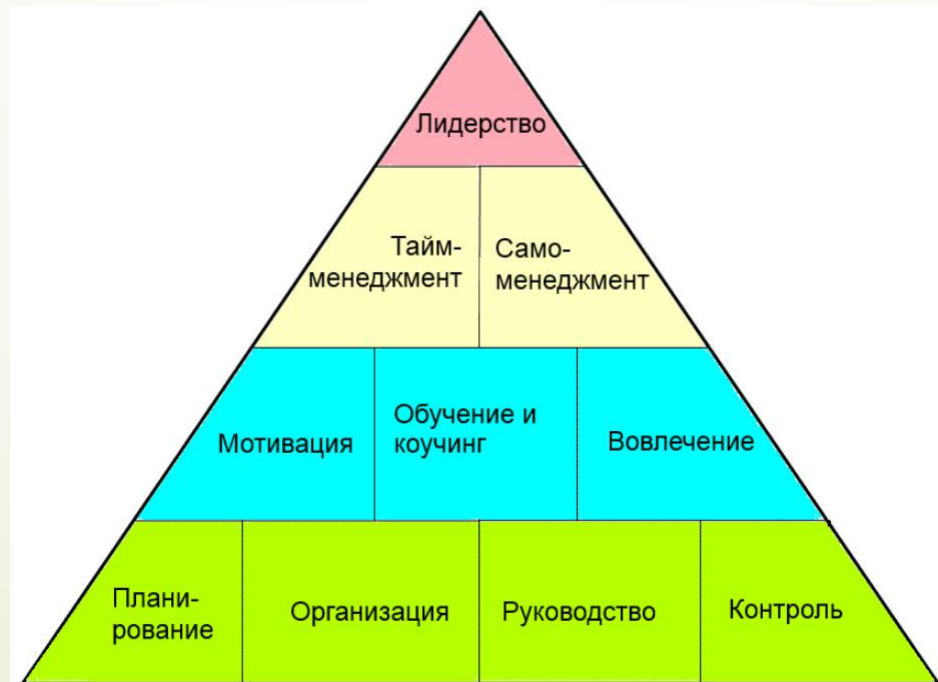 Лидерство
Тайм-
менеджмент
Само-
менеджмент
Мотивация
Обучение и
коучинг
Вовлечение
Плани-
рование
Организация
Руководство
Контроль